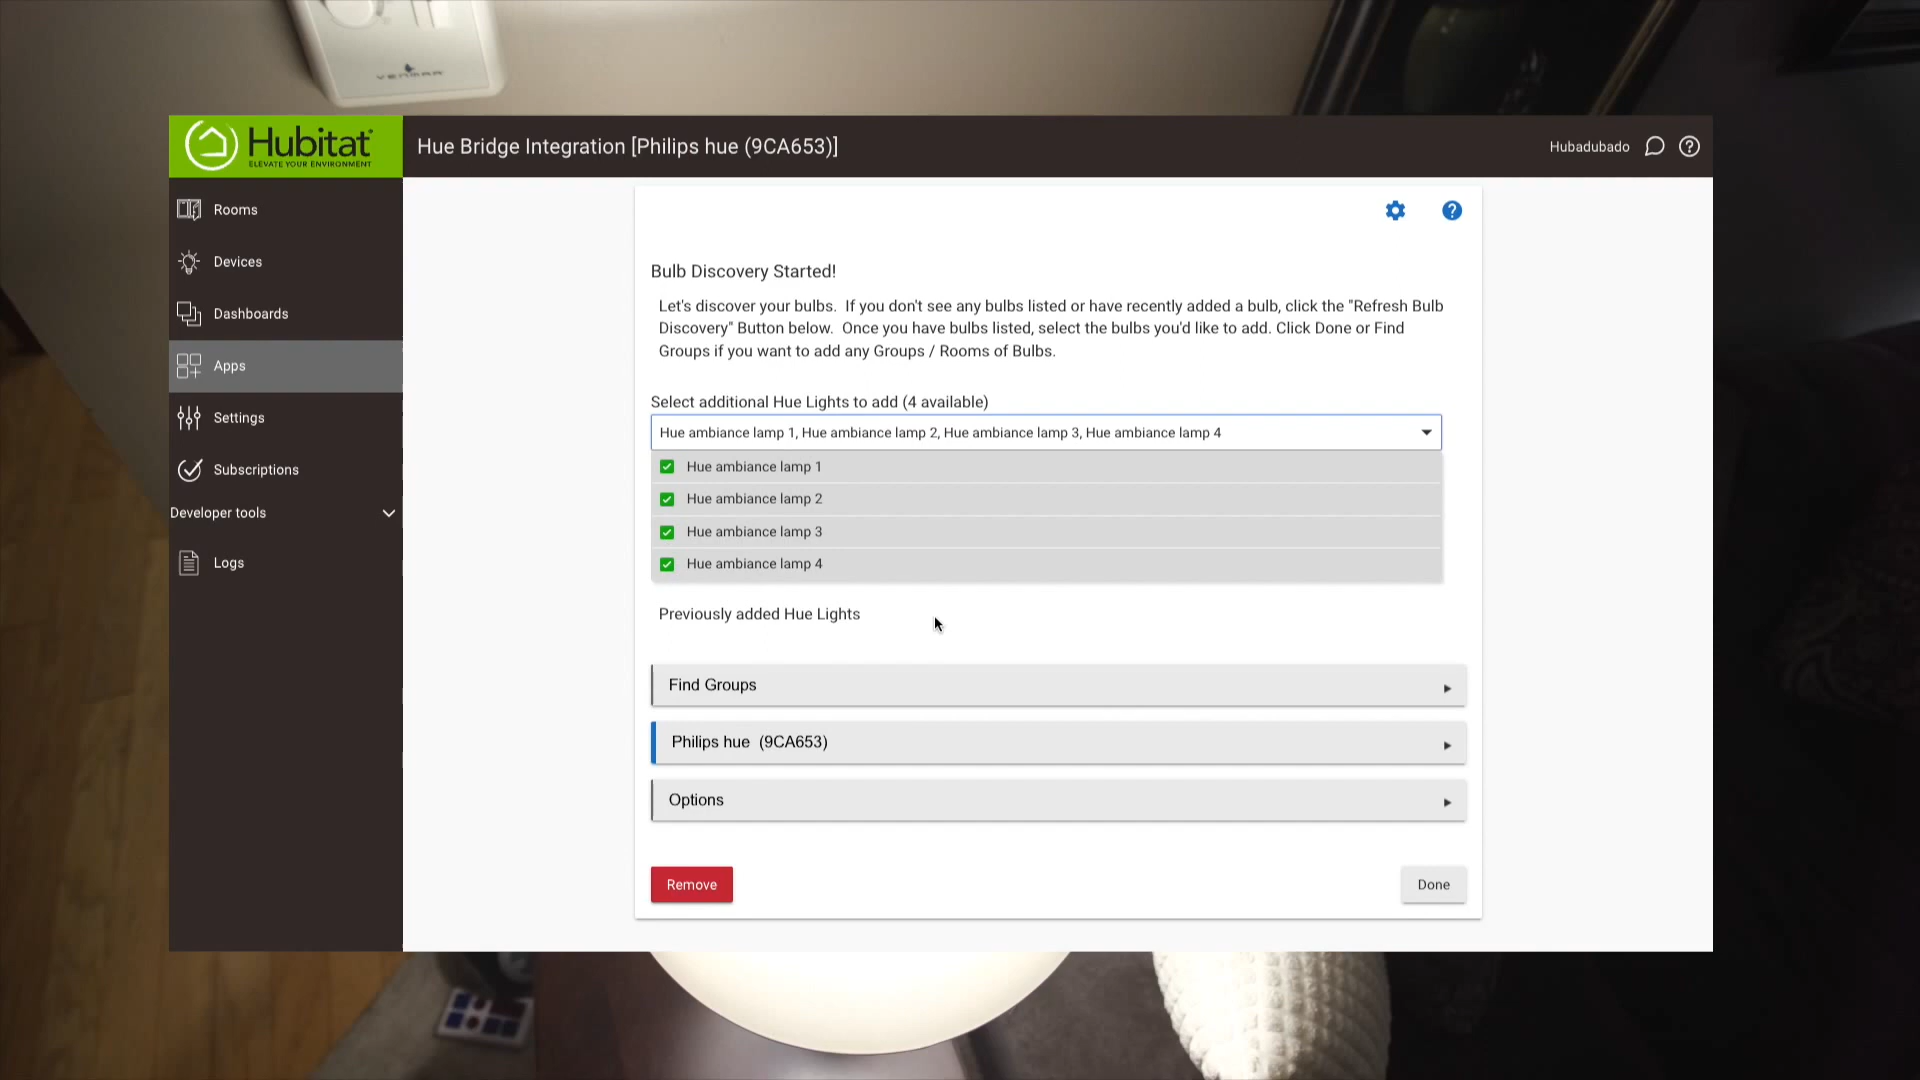 VENMAR
Hubitat
ELEVATE YOUR ENVIRONMENT
Hue Bridge Integration [Philips hue (9CA653)]
Hubadubado
Rooms
Devices
Dashboards
Apps
Settings
Subscriptions
Developer tools
Logs
Bulb Discovery Started!
Let's discover your bulbs.  If you don't see any bulbs listed or have recently added a bulb, click the "Refresh Bulb
Discovery" Button below.  Once you have bulbs listed, select the bulbs you'd like to add. Click Done or Find
Groups if you want to add any Groups / Rooms of Bulbs.
Select additional Hue Lights to add (4 available)
Hue ambiance lamp 1, Hue ambiance lamp 2, Hue ambiance lamp 3, Hue ambiance lamp 4
Hue ambiance lamp 1
Hue ambiance lamp 2
Hue ambiance lamp 3
Hue ambiance lamp 4
Previously added Hue Lights
Find Groups
Philips hue  (9CA653)
Options
Remove
Done